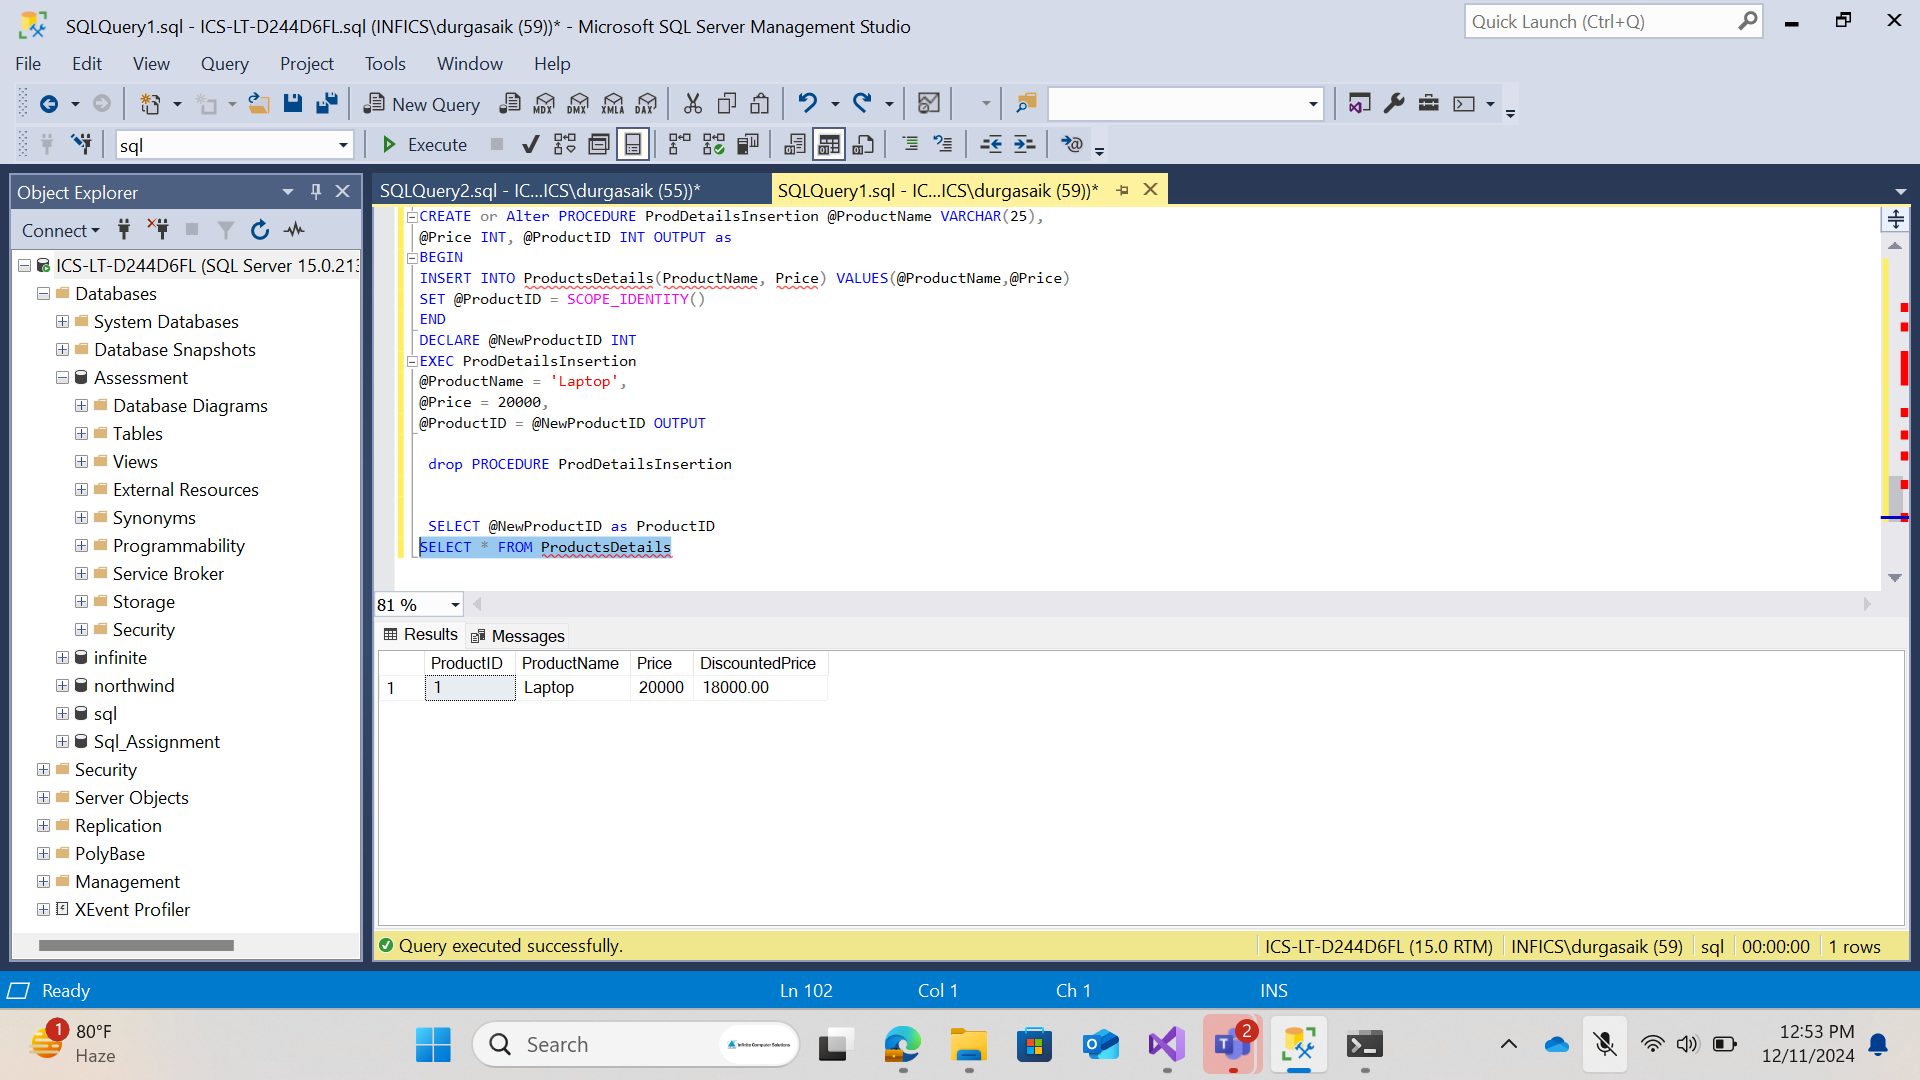 SQLQuery1.sql - ICS-LT-D244D6FL.sql (INFICS\durgasaik (59))* - Microsoft SQL Server Management Studio
Quick Launch (Ctrl+Q)
File Edit View Query Project Tools Window Help
New Query MDX DMX XMLA DAX
sql Execute
Object Explorer
SQLQuery2.sql - IC...ICS\durgasaik (55))*
SQLQuery1.sql - IC...ICS\durgasaik (59))*
Connect
ICS-LT-D244D6FL (SQL Server 15.0.213
Databases
System Databases
Database Snapshots
Assessment
Database Diagrams
Tables
Views
External Resources
Synonyms
Programmability
Service Broker
Storage
Security
infinite
northwind
sql
Sql_Assignment
Security
Server Objects
Replication
PolyBase
Management
XEvent Profiler
CREATE or Alter PROCEDURE ProdDetailsInsertion @ProductName VARCHAR(25),
@Price INT, @ProductID INT OUTPUT as
BEGIN
INSERT INTO ProductsDetails(ProductName, Price) VALUES(@ProductName,@Price)
SET @ProductID = SCOPE_IDENTITY()
END
DECLARE @NewProductID INT
EXEC ProdDetailsInsertion
@ProductName = 'Laptop',
@Price = 20000,
@ProductID = @NewProductID OUTPUT
drop PROCEDURE ProdDetailsInsertion
SELECT @NewProductID as ProductID
SELECT * FROM ProductsDetails
81 %
Results Messages
ProductID ProductName Price DiscountedPrice
1 1 Laptop 20000 18000.00
Query executed successfully.
ICS-LT-D244D6FL (15.0 RTM) INFICS\durgasaik (59) sql 00:00:00 1 rows
Ready Ln 102 Col 1 Ch 1 INS
1
80°F
Haze
Search
Infinite Computer Solutions
2
12:53 PM
12/11/2024